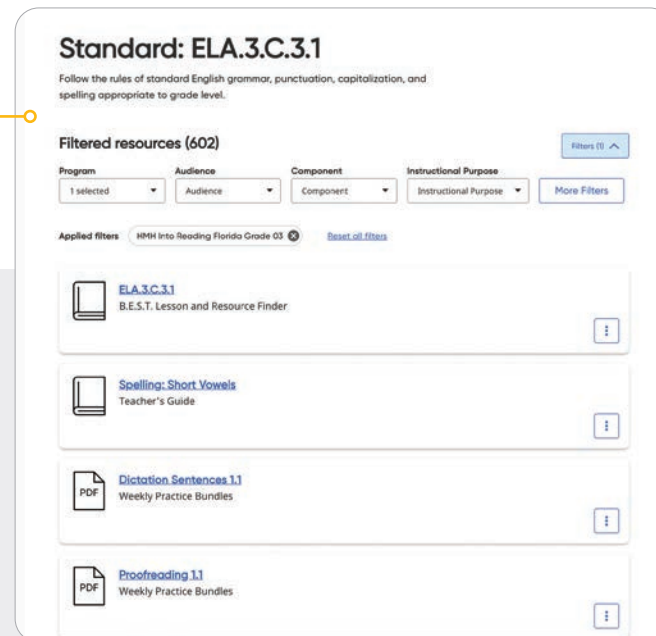 Standard: ELA.3.C.3.1
Follow the rules of standard English grammar, punctuation, capitalization, and
spelling appropriate to grade level.
Filtered resources (602)
Filters (1)
Program
Audience
Component
Instructional Purpose
1 selected
Audience
Component
Instructional Purpose
More Filters
Applied filters
HMH Into Reading Florida Grade 03
Reset all filters
ELA.3.C.3.1
B.E.S.T. Lesson and Resource Finder
Spelling: Short Vowels
Teacher's Guide
PDF
Dictation Sentences 1.1
Weekly Practice Bundles
PDF
Proofreading 1.1
Weekly Practice Bundles